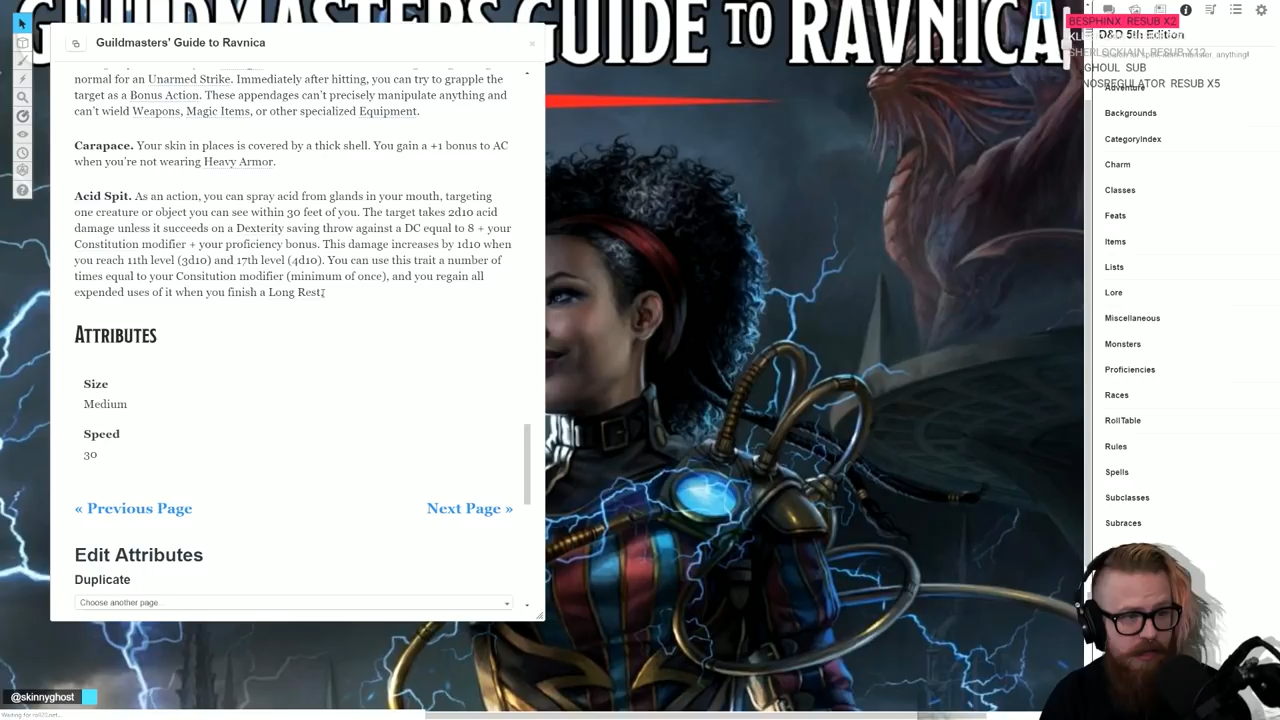 GUILDMASTERS' GUIDE TO RAVNICA
Guildmasters' Guide to Ravnica
normal for an Unarmed Strike. Immediately after hitting, you can try to grapple the
target as a Bonus Action. These appendages can't precisely manipulate anything and
can't wield Weapons, Magic Items, or other specialized Equipment.
Carapace. Your skin in places is covered by a thick shell. You gain a +1 bonus to AC
when you're not wearing Heavy Armor.
Acid Spit. As an action, you can spray acid from glands in your mouth, targeting
one creature or object you can see within 30 feet of you. The target takes 2d10 acid
damage unless it succeeds on a Dexterity saving throw against a DC equal to 8 + your
Constitution modifier + your proficiency bonus. This damage increases by 1d10 when
you reach 11th level (3d10) and 17th level (4d10). You can use this trait a number of
times equal to your Consitution modifier (minimum of once), and you regain all
expended uses of it when you finish a Long Rest.
ATTRIBUTES
Size
Medium
Speed
30
« Previous Page
Next Page »
Edit Attributes
Duplicate
Choose another page...
BESPHINX RESUB X2
D&D 5th Edition
SHERLOCKIAIN RESUB X12
GHOUL SUB
NOSREGULATOR RESUB X5
Adventure
Backgrounds
CategoryIndex
Charm
Classes
Feats
Items
Lists
Lore
Miscellaneous
Monsters
Proficiencies
Races
RollTable
Rules
Spells
Subclasses
Subraces
@skinnyghost
Waiting for roll20.net...